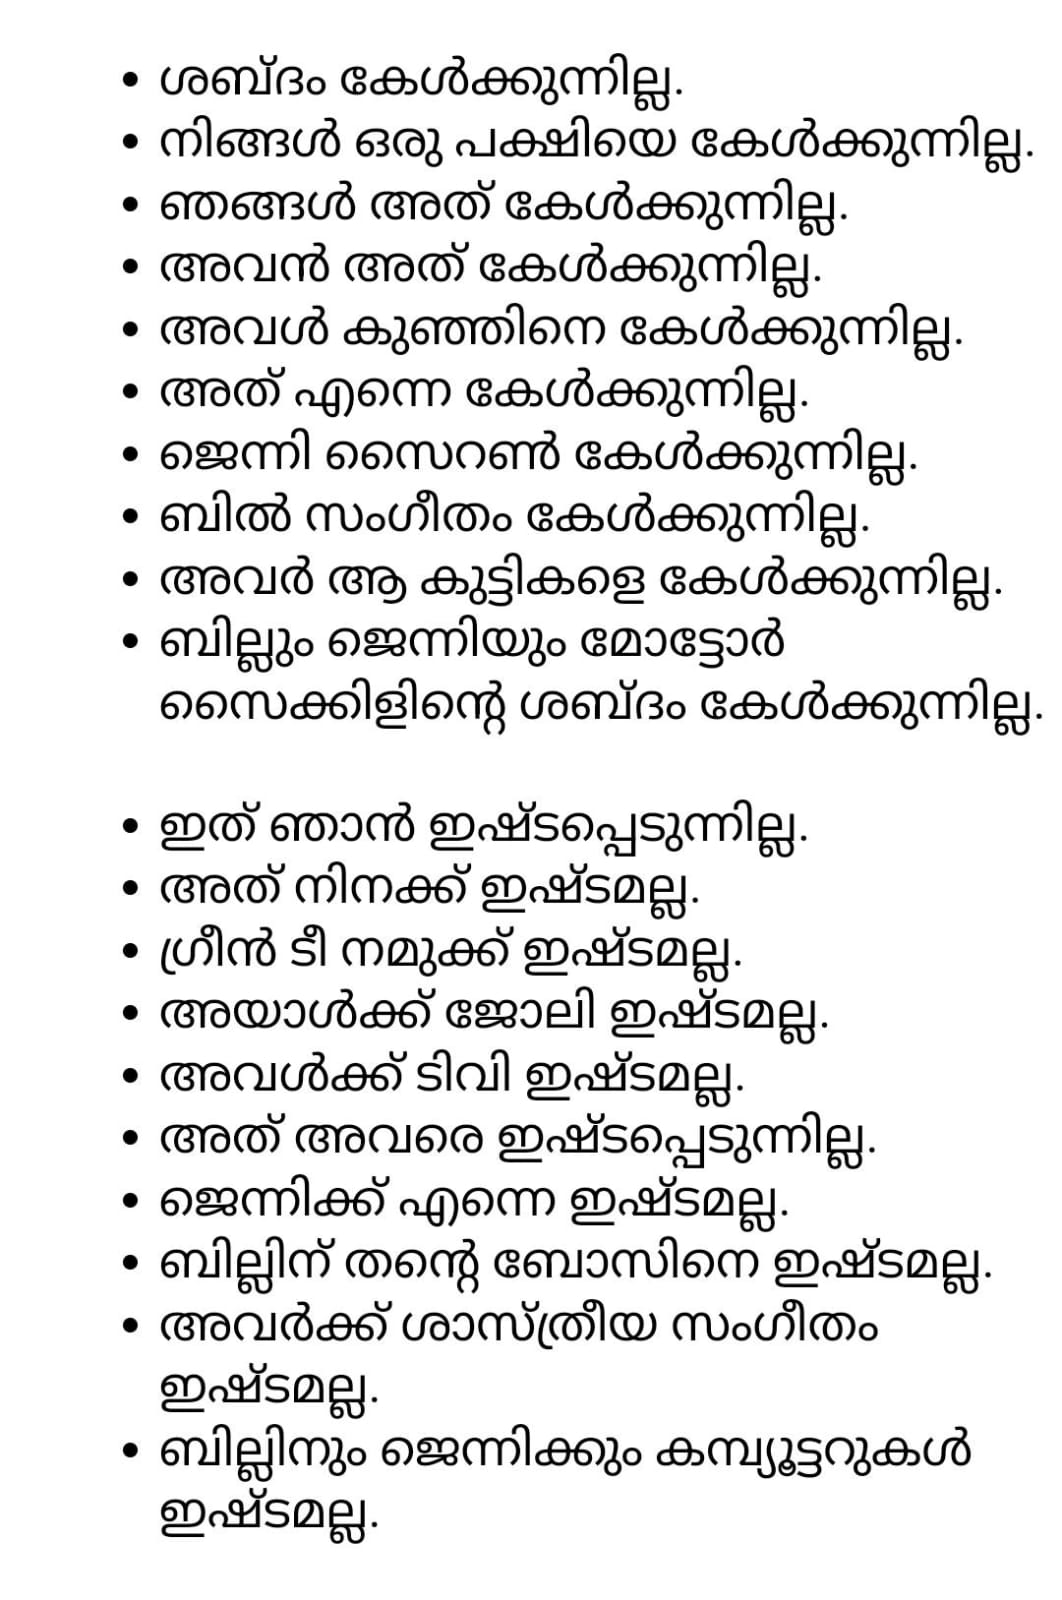 • ശബ്ദം കേൾക്കുന്നില്ല.
• നിങ്ങൾ ഒരു പക്ഷിയെ കേൾക്കുന്നില്ല.
• ഞങ്ങൾ അത് കേൾക്കുന്നില്ല.
• അവൻ അത് കേൾക്കുന്നില്ല.
• അവൾ കുഞ്ഞിനെ കേൾക്കുന്നില്ല.
• അത് എന്നെ കേൾക്കുന്നില്ല.
• ജെന്നി സൈറൺ കേൾക്കുന്നില്ല.
• ബിൽ സംഗീതം കേൾക്കുന്നില്ല.
• അവർ ആ കുട്ടികളെ കേൾക്കുന്നില്ല.
• ബില്ലും ജെന്നിയും മോട്ടോർ
സൈക്കിളിന്റെ ശബ്ദം കേൾക്കുന്നില്ല.
• ഇത് ഞാൻ ഇഷ്ടപ്പെടുന്നില്ല.
• അത് നിനക്ക് ഇഷ്ടമല്ല.
• ഗ്രീൻ ടീ നമുക്ക് ഇഷ്ടമല്ല.
• അയാൾക്ക് ജോലി ഇഷ്ടമല്ല.
• അവൾക്ക് ടിവി ഇഷ്ടമല്ല.
• അത് അവരെ ഇഷ്ടപ്പെടുന്നില്ല.
• ജെന്നിക്ക് എന്നെ ഇഷ്ടമല്ല.
• ബില്ലിന് തന്റെ ബോസിനെ ഇഷ്ടമല്ല.
• അവർക്ക് ശാസ്ത്രീയ സംഗീതം
ഇഷ്ടമല്ല.
• ബില്ലിനും ജെന്നിക്കും കമ്പ്യൂട്ടറുകൾ
ഇഷ്ടമല്ല.